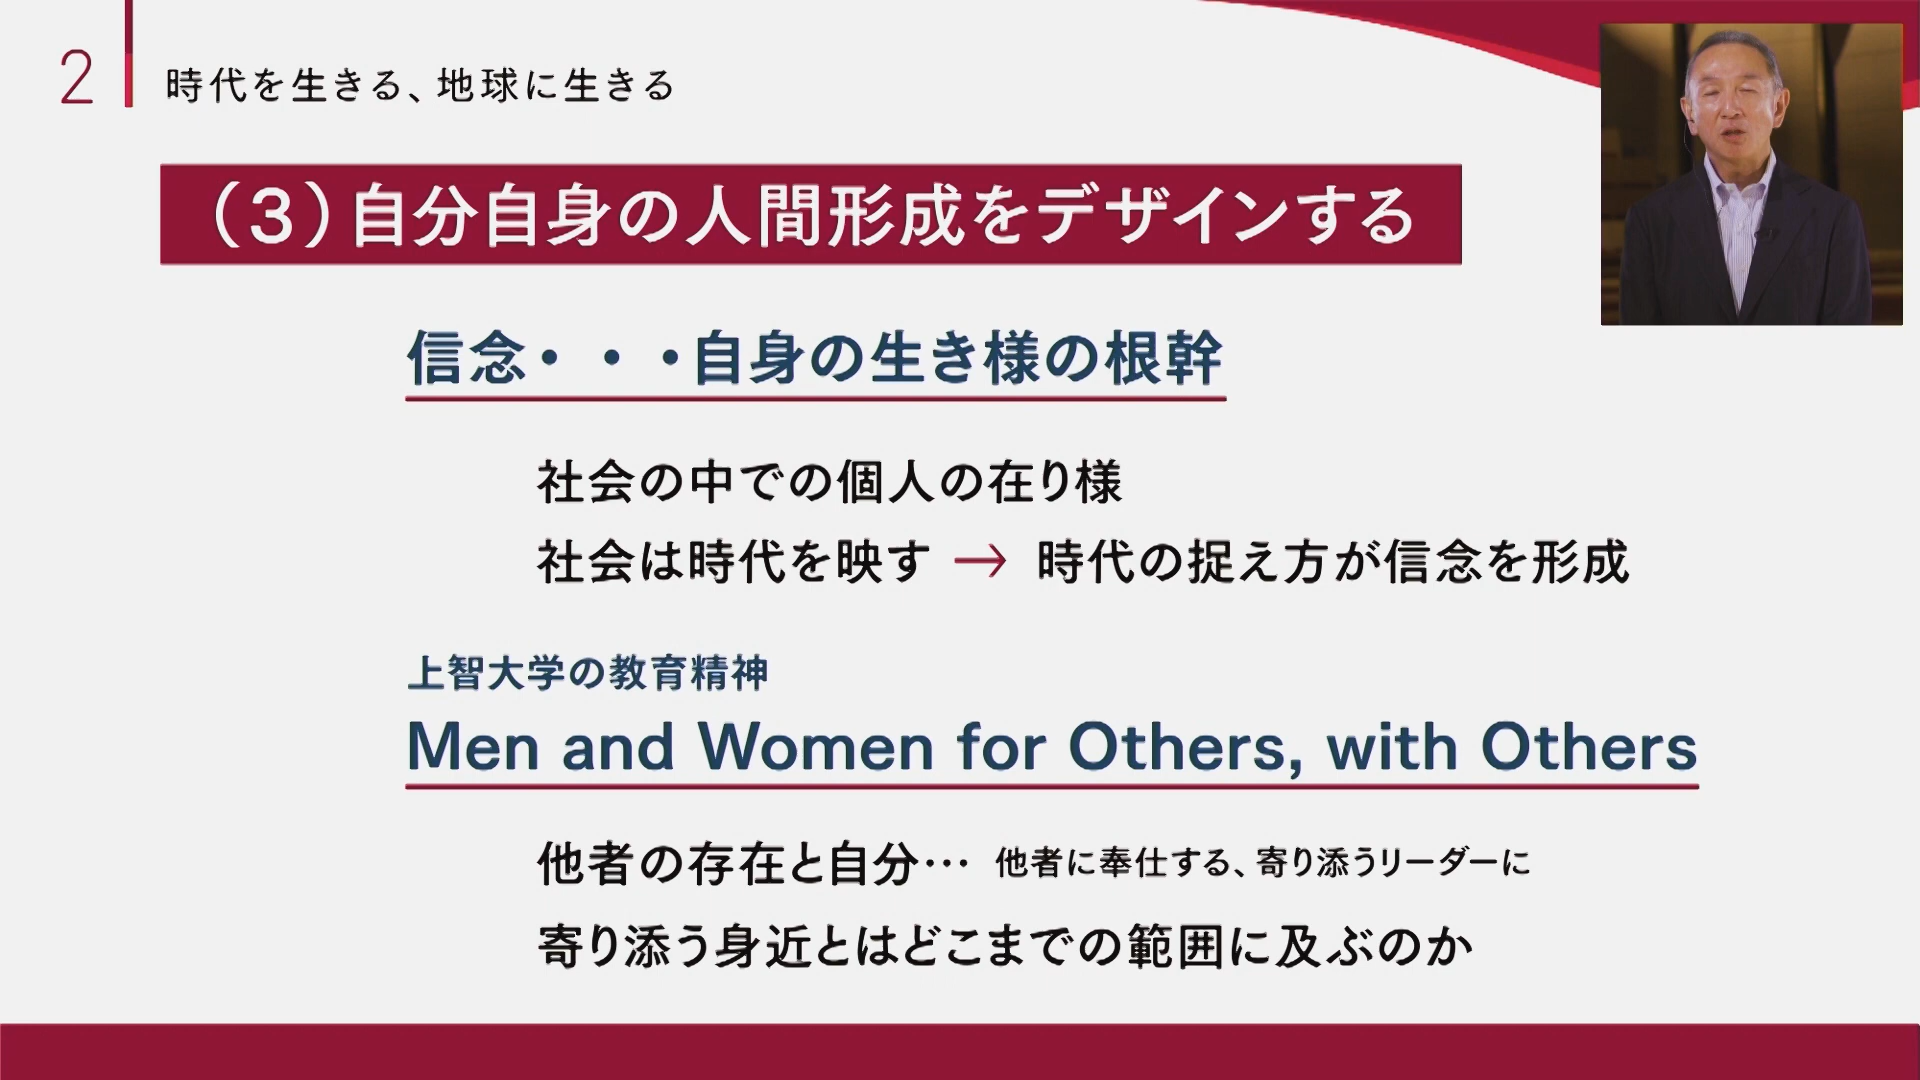 2
時代を生きる、地球に生きる
（３）自分自身の人間形成をデザインする
信念・・・自身の生き様の根幹
社会の中での個人の在り様
社会は時代を映す → 時代の捉え方が信念を形成
上智大学の教育精神
Men and Women for Others, with Others
他者の存在と自分… 他者に奉仕する、寄り添うリーダーに
寄り添う身近とはどこまでの範囲に及ぶのか